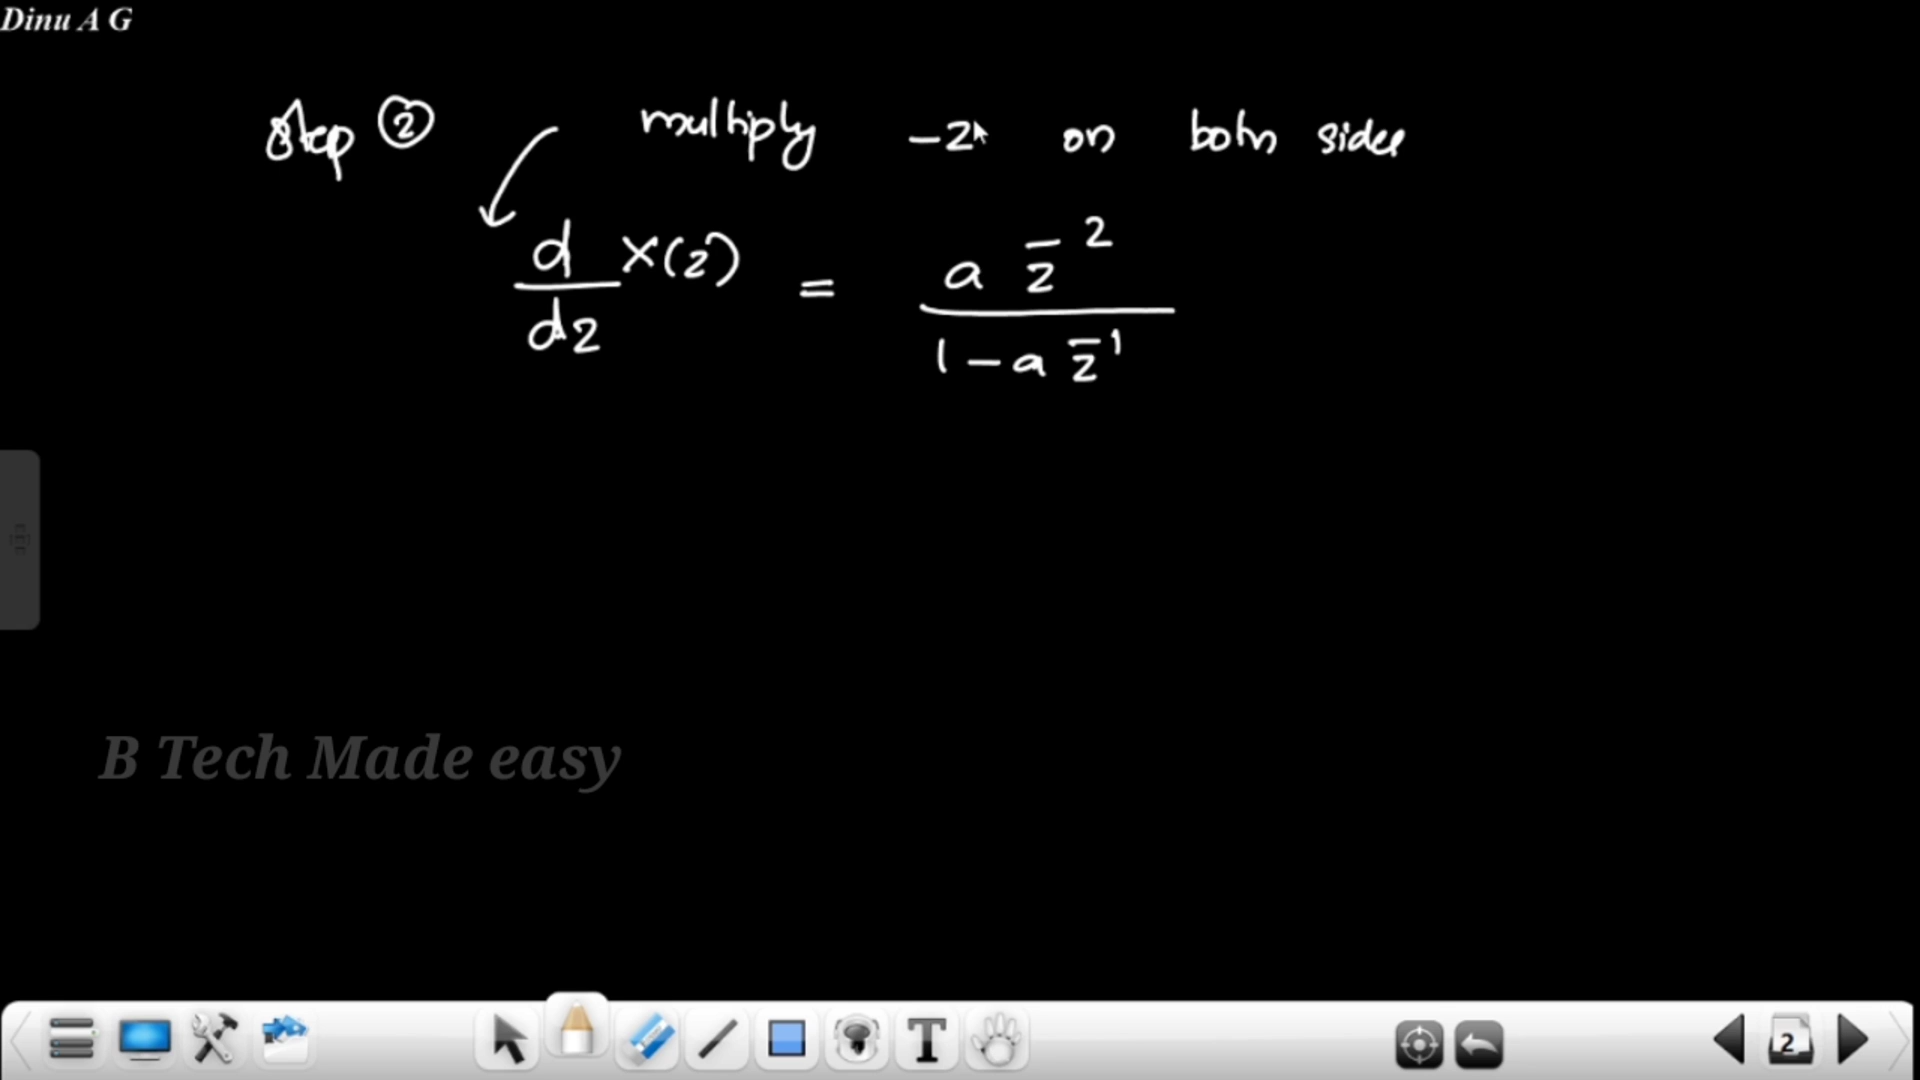 Dinu A G
Step ② multiply -z on both sides
d/dz X(z) = a z^-2 / 1 - a z^-1
B Tech Made easy
T
2